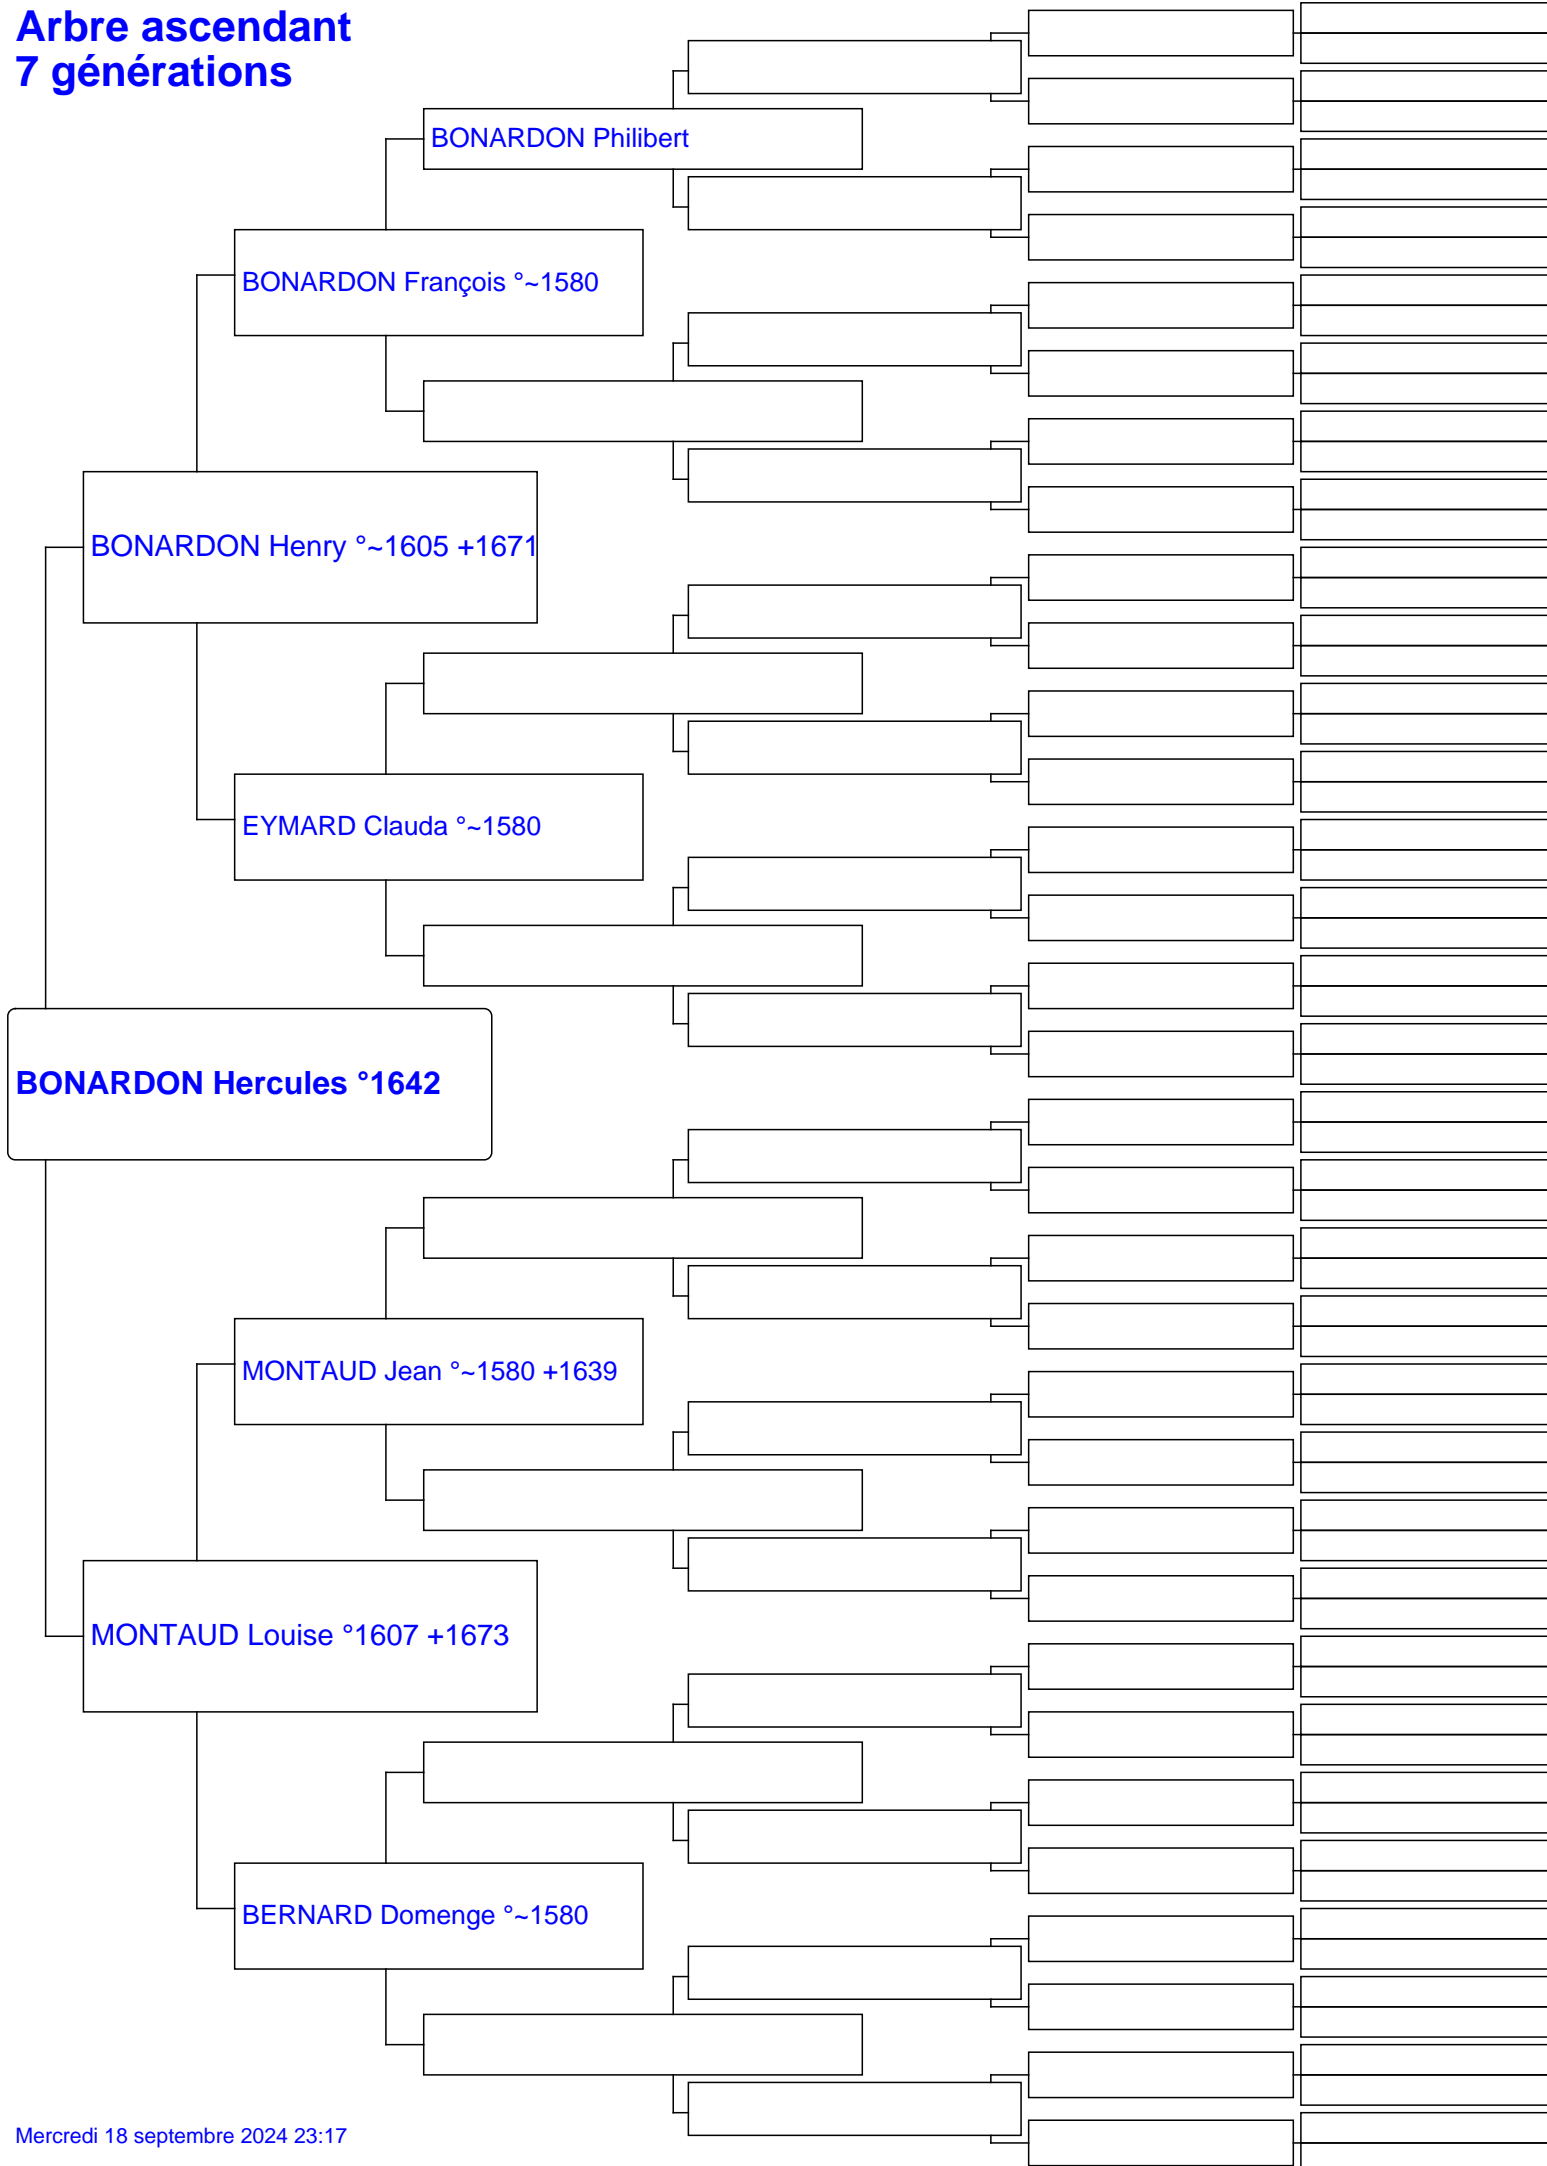 Arbre ascendant
7 générations
BONARDON Philibert
BONARDON François °~1580
BONARDON Henry °~1605 +1671
EYMARD Clauda °~1580
BONARDON Hercules °1642
MONTAUD Jean °~1580 +1639
MONTAUD Louise °1607 +1673
BERNARD Domenge °~1580
Mercredi 18 septembre 2024 23:17